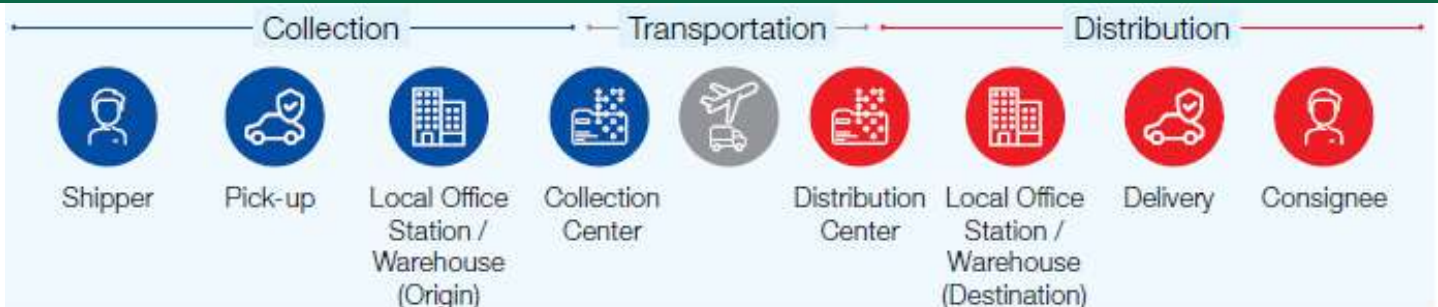 Collection
Transportation
Distribution
Shipper
Pick-up
Local Office
Station /
Warehouse
(Origin)
Collection
Center
Distribution
Center
Local Office
Station /
Warehouse
(Destination)
Delivery
Consignee